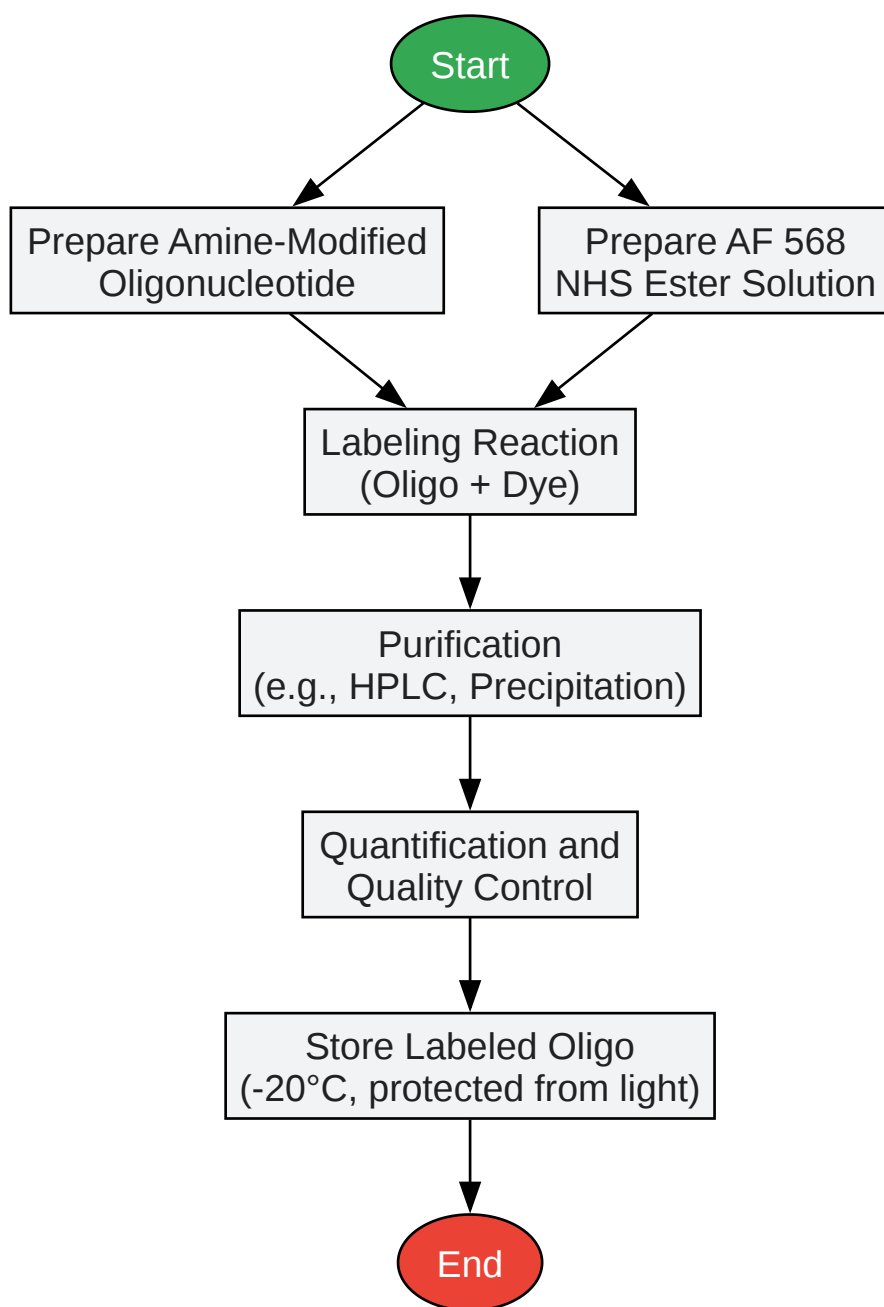 Start
Prepare Amine-Modified
Oligonucleotide
Prepare AF 568
NHS Ester Solution
Labeling Reaction
(Oligo + Dye)
Purification
(e.g., HPLC, Precipitation)
Quantification and
Quality Control
Store Labeled Oligo
(-20°C, protected from light)
End